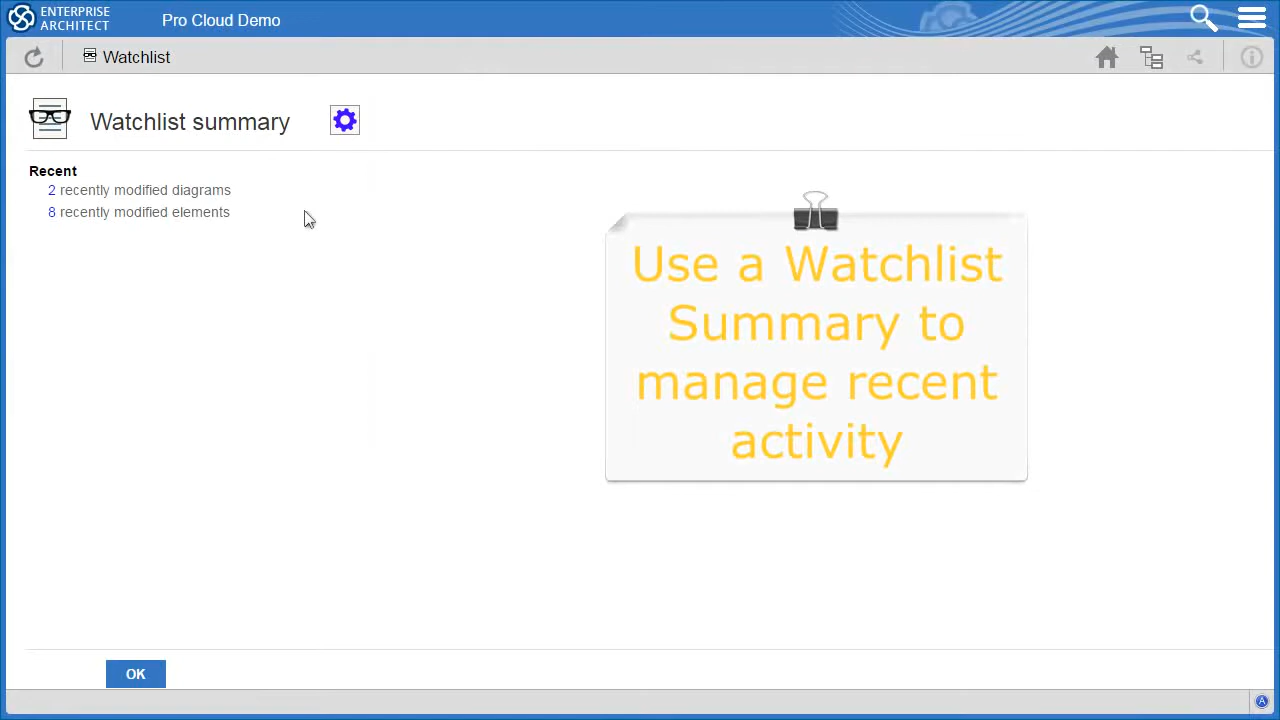 ENTERPRISE
ARCHITECT
Pro Cloud Demo
Watchlist
Watchlist summary
Recent
2 recently modified diagrams
8 recently modified elements
Use a Watchlist
Summary to
manage recent
activity
OK
A